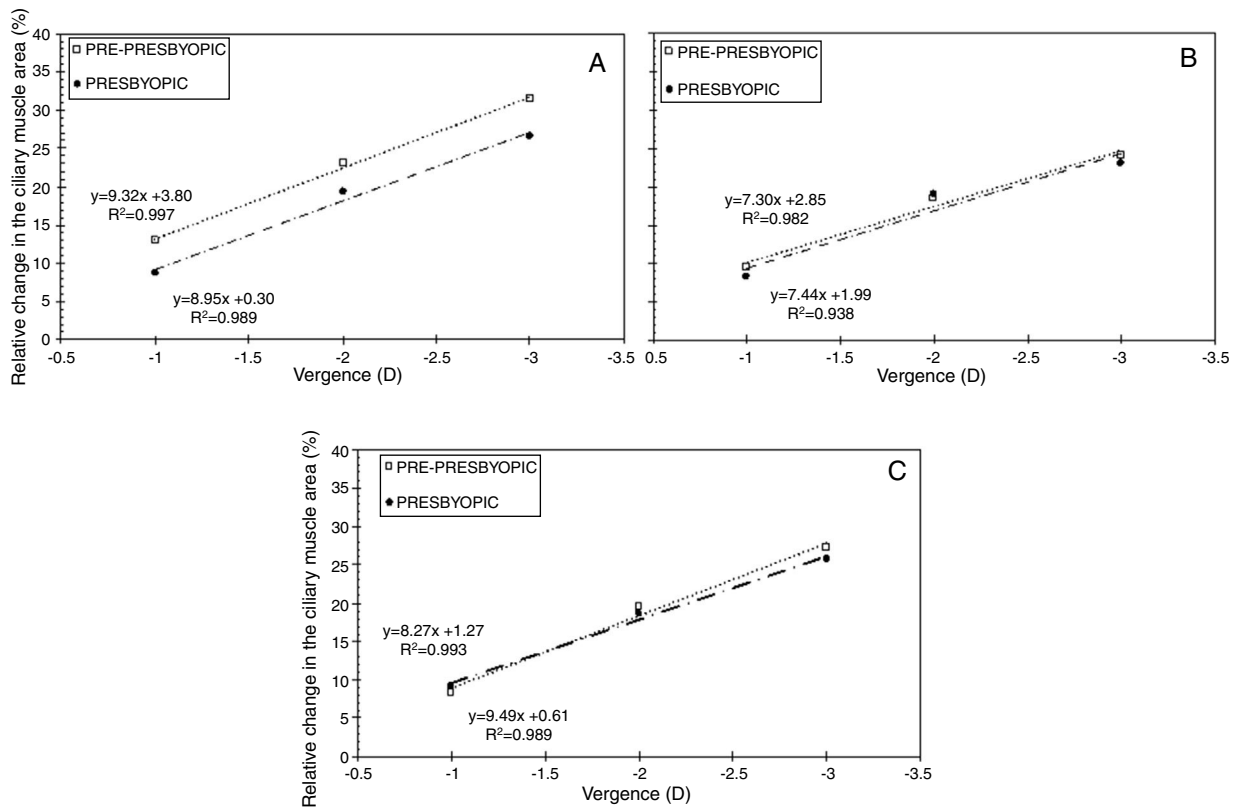 Relative change in the ciliary muscle area (%)
40
35
30
25
20
15
10
5
0
PRE-PRESBYOPIC
PRESBYOPIC
A
y=9.32x +3.80
R²=0.997
y=8.95x +0.30
R²=0.989
-0.5 -1 -1.5 -2 -2.5 -3 -3.5
Vergence (D)
PRE-PRESBYOPIC
PRESBYOPIC
B
y=7.30x +2.85
R²=0.982
y=7.44x +1.99
R²=0.938
0.5 -1 -1.5 -2 -2.5 -3 -3.5
Vergence (D)
Relative change in the ciliary muscle area (%)
40
35
30
25
20
15
10
5
0
PRE-PRESBYOPIC
PRESBYOPIC
C
y=8.27x +1.27
R²=0.993
y=9.49x +0.61
R²=0.989
-0.5 -1 -1.5 -2 -2.5 -3 -3.5
Vergence (D)